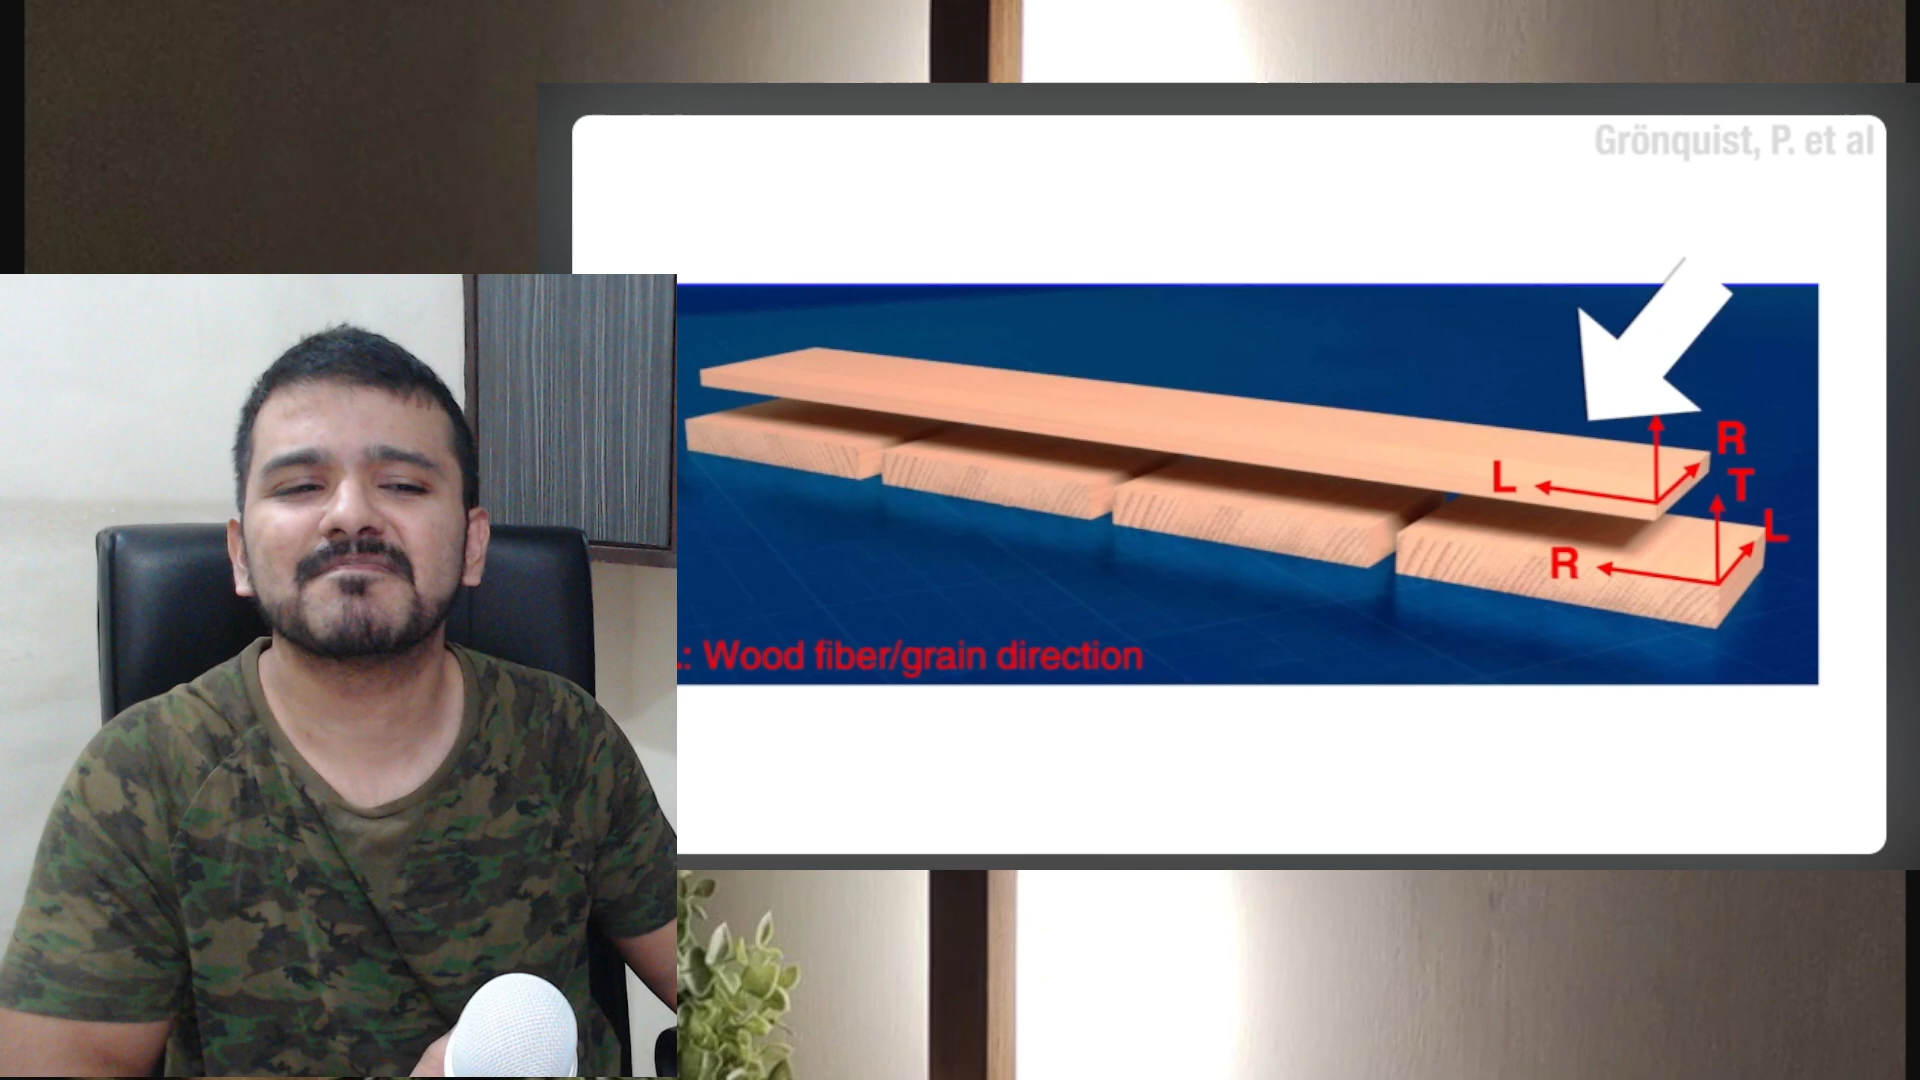 Grönquist, P. et al
R
L
T
L
R
.: Wood fiber/grain direction